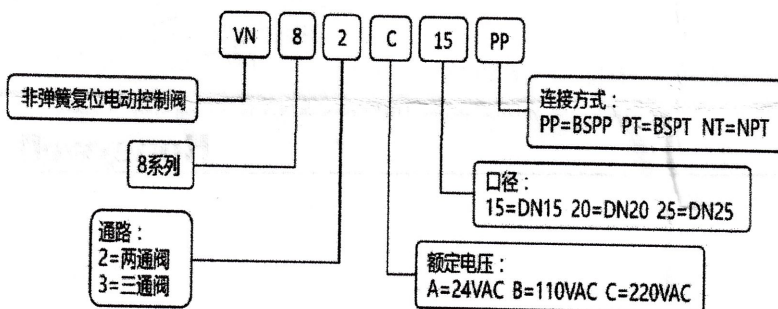 VN 8 2 C 15 PP
非弹簧复位电动控制阀
连接方式：
PP=BSPP PT=BSPT NT=NPT
8系列
口径：
15=DN15 20=DN20 25=DN25
通路：
2=两通阀
3=三通阀
额定电压：
A=24VAC B=110VAC C=220VAC